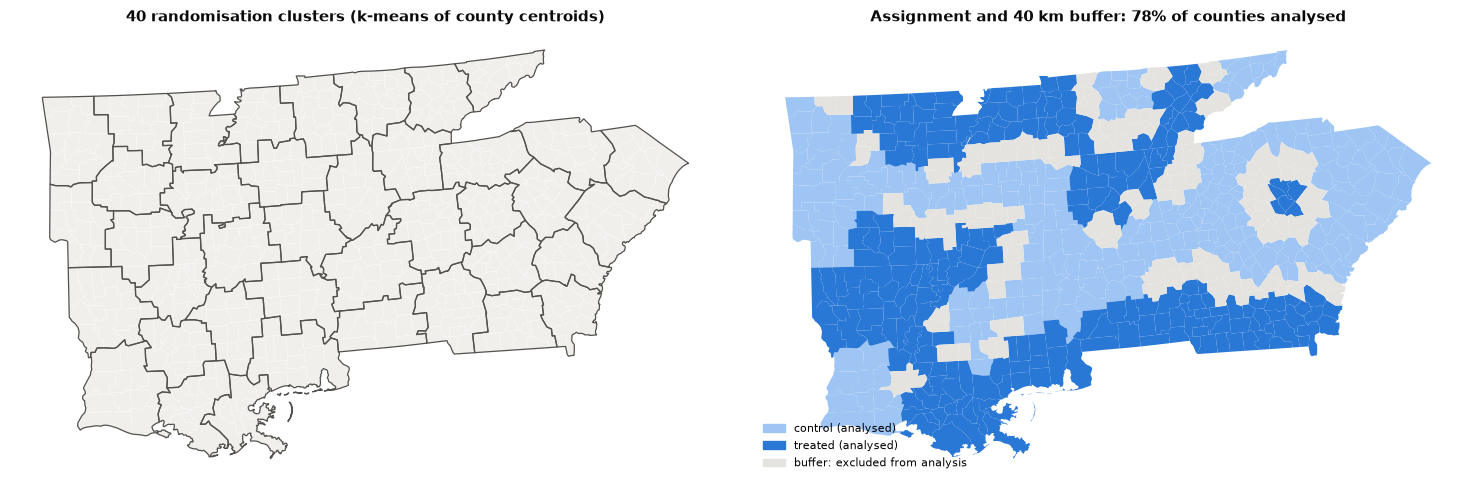 40 randomisation clusters (k-means of county centroids)
Assignment and 40 km buffer: 78% of counties analysed
control (analysed)
treated (analysed)
buffer: excluded from analysis